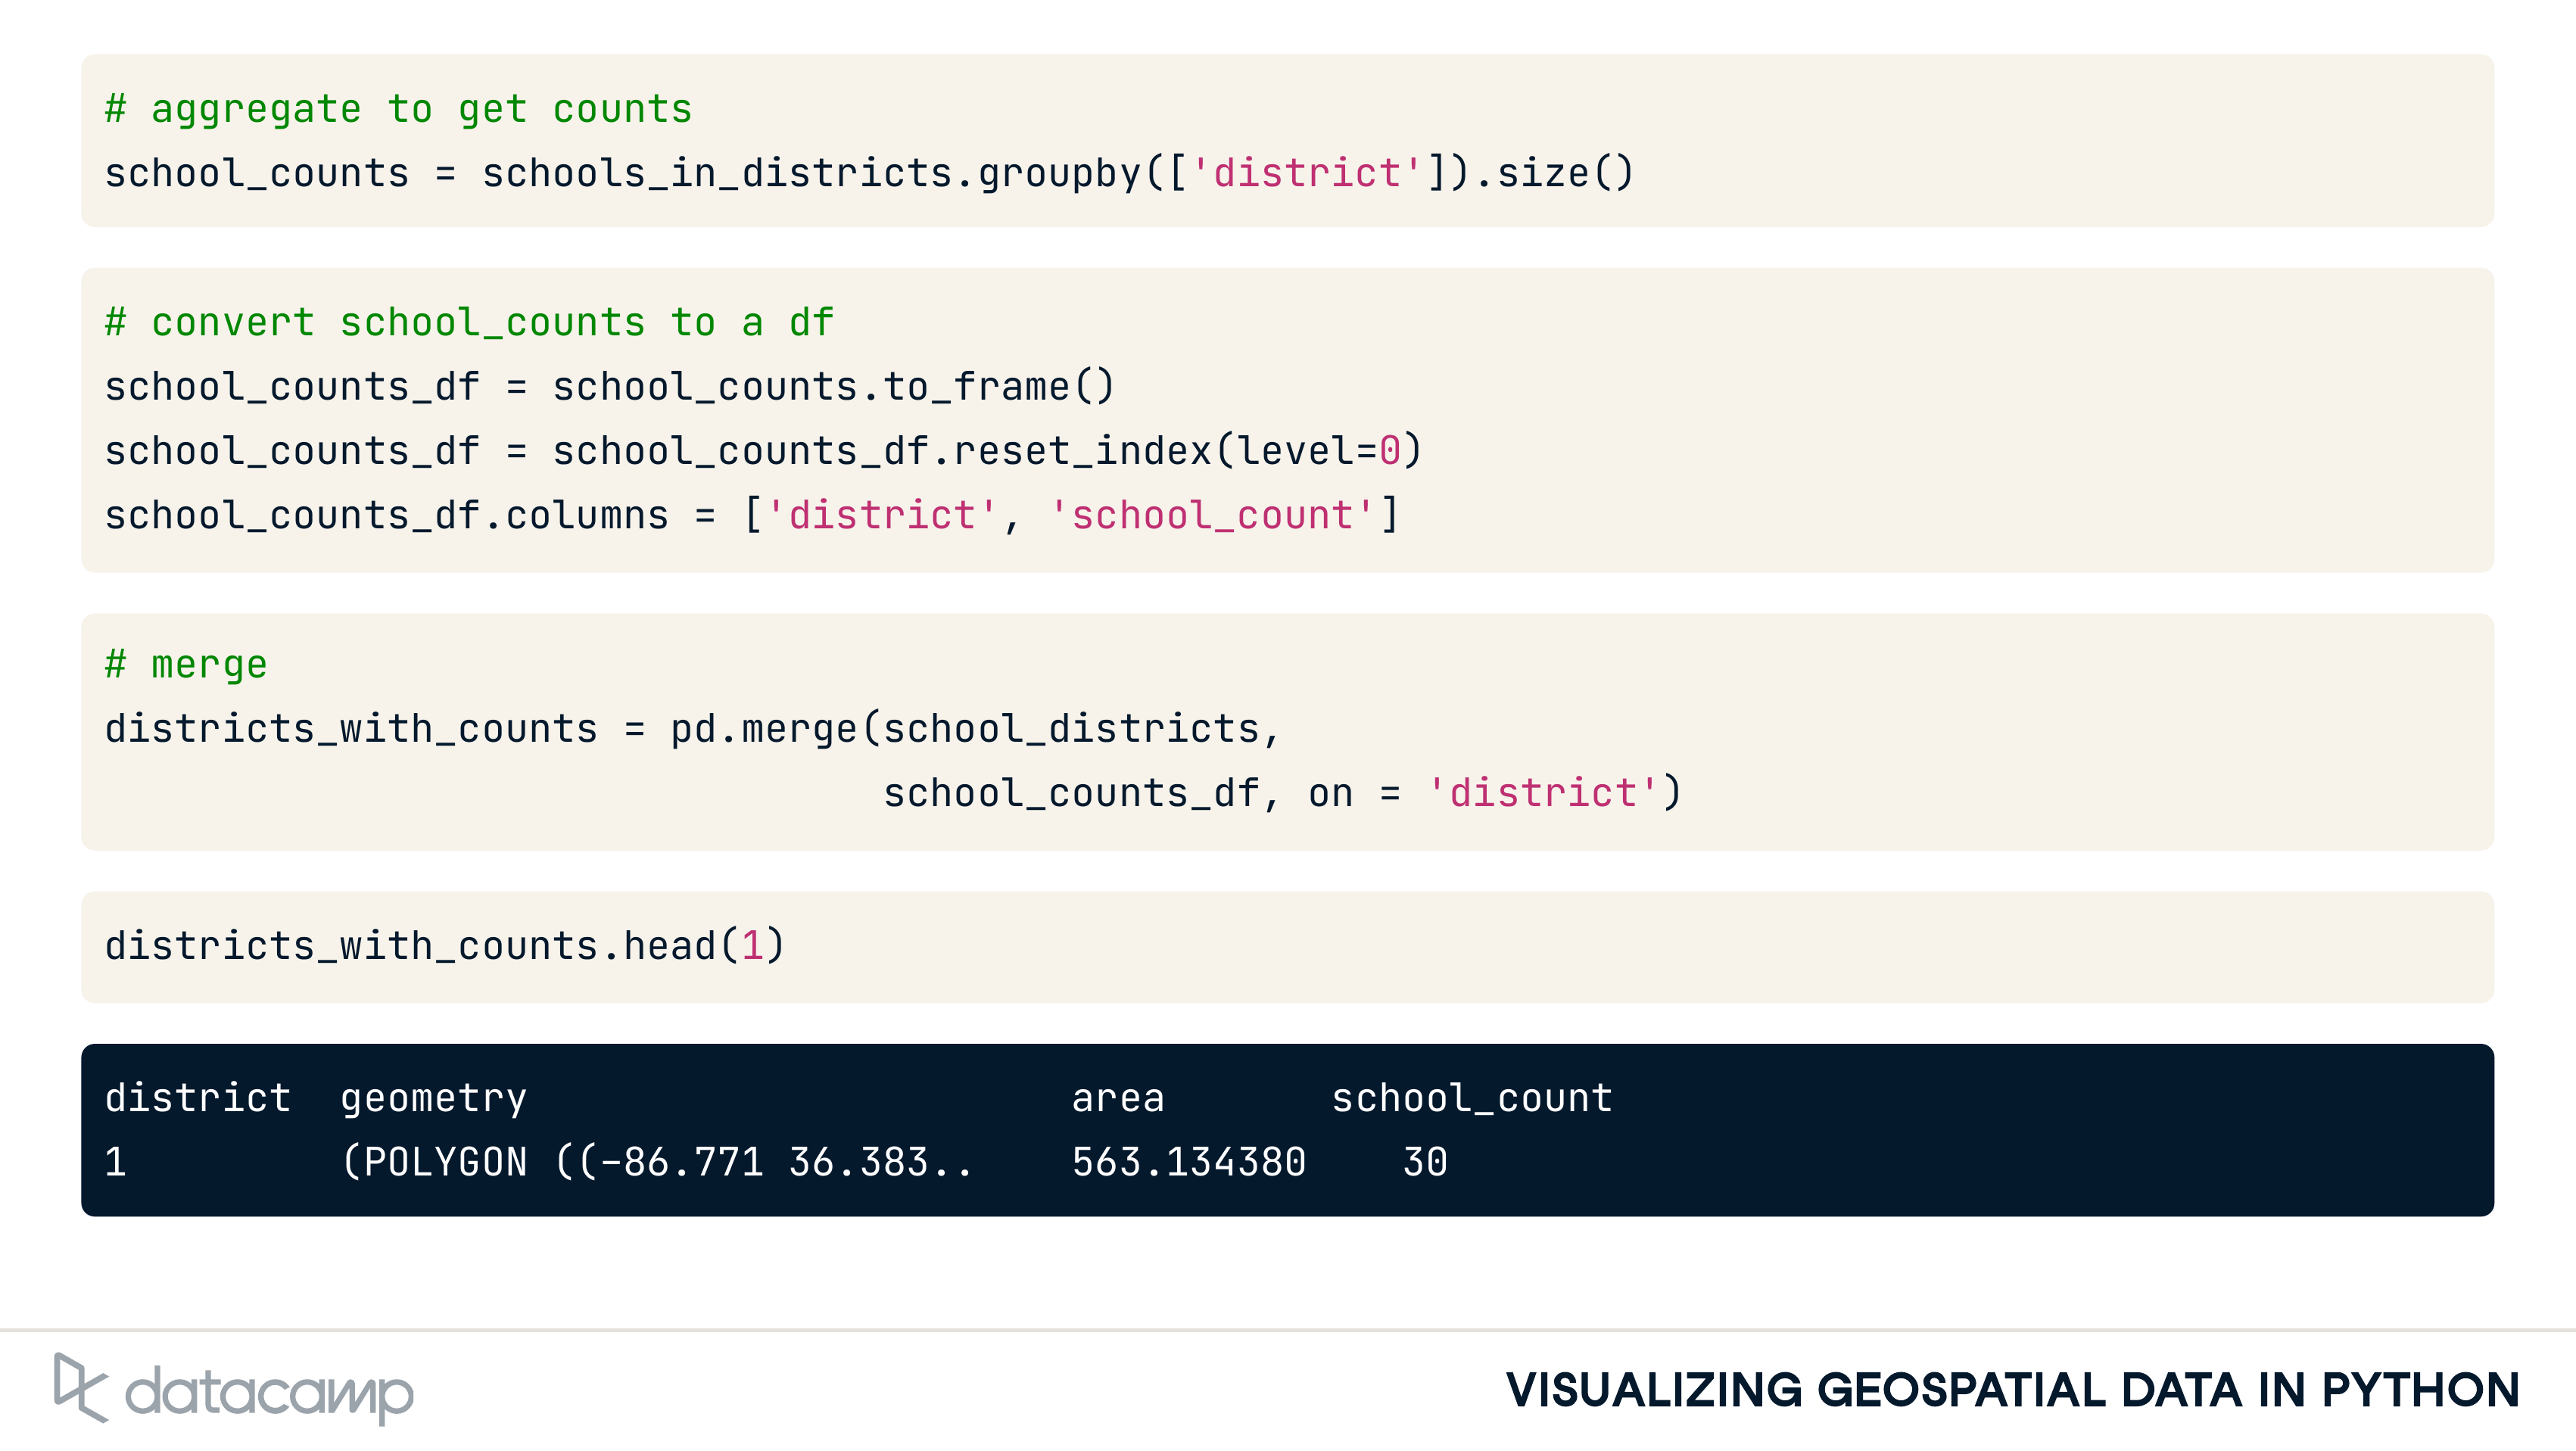 # aggregate to get counts
school_counts = schools_in_districts.groupby(['district']).size()
# convert school_counts to a df
school_counts_df = school_counts.to_frame()
school_counts_df = school_counts_df.reset_index(level=0)
school_counts_df.columns = ['district', 'school_count']
# merge
districts_with_counts = pd.merge(school_districts,
school_counts_df, on = 'district')
districts_with_counts.head(1)
district geometry area school_count
1 (POLYGON ((-86.771 36.383.. 563.134380 30
datacamp
VISUALIZING GEOSPATIAL DATA IN PYTHON